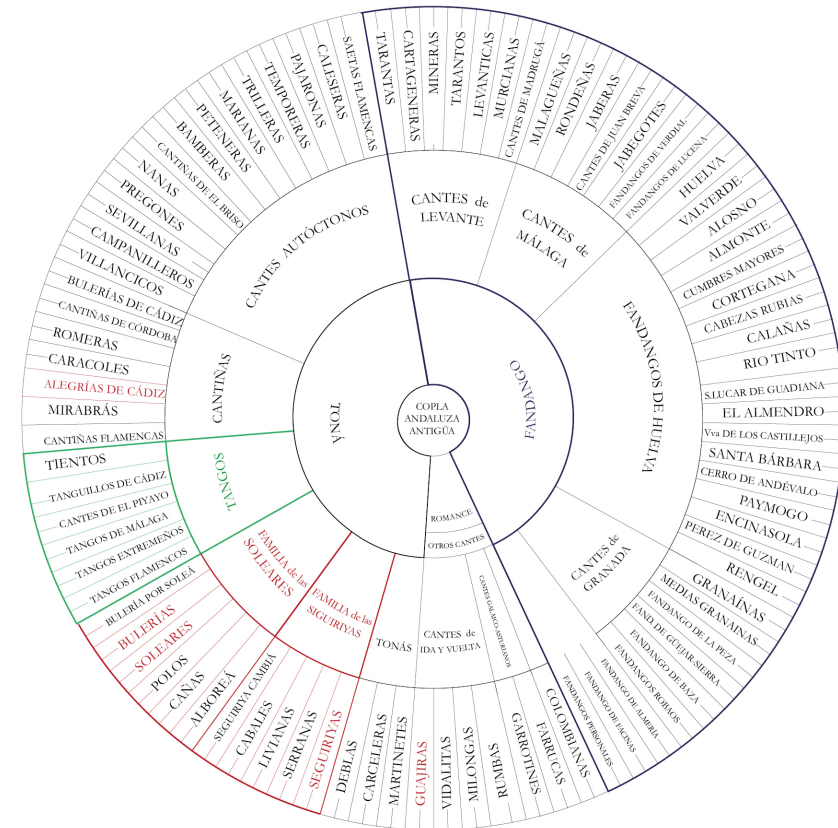 COPLA
ANDALUZA
ANTIGÜA
FANDANGO
ROMANCE
OTROS CANTES
TONÁ
CANTES de
LEVANTE
CANTES de
MÁLAGA
FANDANGOS DE HUELVA
CANTES de
GRANADA
CANTES GALAICO-ASTURIANOS
CANTES de
IDA Y VUELTA
TONÁS
FAMILIA de las
SIGUIRIYAS
FAMILIA de las
SOLEARES
TANGOS
CANTIÑAS
CANTES AUTÓCTONOS
TARANTAS
CARTAGENERAS
MINERAS
TARANTOS
LEVANTICAS
MURCIANAS
CANTES DE MADRUGÁ
MALAGUEÑAS
RONDEÑAS
JABERAS
CANTES DE JUAN BREVA
JABEGOTES
FANDANGOS DE VERDIAL
FANDANGOS DE LUCENA
HUELVA
VALVERDE
ALOSNO
ALMONTE
CUMBRES MAYORES
CORTEGANA
CABEZAS RUBIAS
CALAÑAS
RIO TINTO
S.LUCAR DE GUADIANA
EL ALMENDRO
Vva DE LOS CASTILLEJOS
SANTA BÁRBARA
CERRO DE ANDÉVALO
PAYMOGO
ENCINASOLA
PEREZ DE GUZMAN
RENGEL
GRANAÍNAS
MEDIAS GRANAINAS
FANDANGO DE LA PEZA
FAND. DE GÜEJAR SIERRA
FANDANGO DE BAZA
FANDANGOS ROBAOS
FANDANGO DE ALMERÍA
FANDANGO DE FACINAS
FANDANGOS PERSONALES
COLOMBIANAS
FARRUCAS
GARROTINES
RUMBAS
MILONGAS
VIDALITAS
GUAJIRAS
MARTINETES
CARCELERAS
DEBLAS
SEGUIRIYAS
SERRANAS
LIVIANAS
CABALES
SEGUIRIYA CAMBIÁ
ALBOREÁ
CAÑAS
POLOS
SOLEARES
BULERÍAS
BULERÍA POR SOLEÁ
TANGOS FLAMENCOS
TANGOS EXTREMEÑOS
TANGOS DE MÁLAGA
CANTES DE EL PIYAYO
TANGUILLOS DE CÁDIZ
TIENTOS
CANTIÑAS FLAMENCAS
MIRABRÁS
ALEGRÍAS DE CÁDIZ
CARACOLES
ROMERAS
CANTIÑAS DE CÓRDOBA
BULERÍAS DE CÁDIZ
VILLÁNCICOS
CAMPANILLEROS
SEVILLANAS
PREGONES
NANAS
CANTIÑAS DE EL BRISO
BAMBERAS
PETENERAS
MARIANAS
TRILLERAS
TEMPORERAS
PAJARONAS
CALESERAS
SAETAS FLAMENCAS